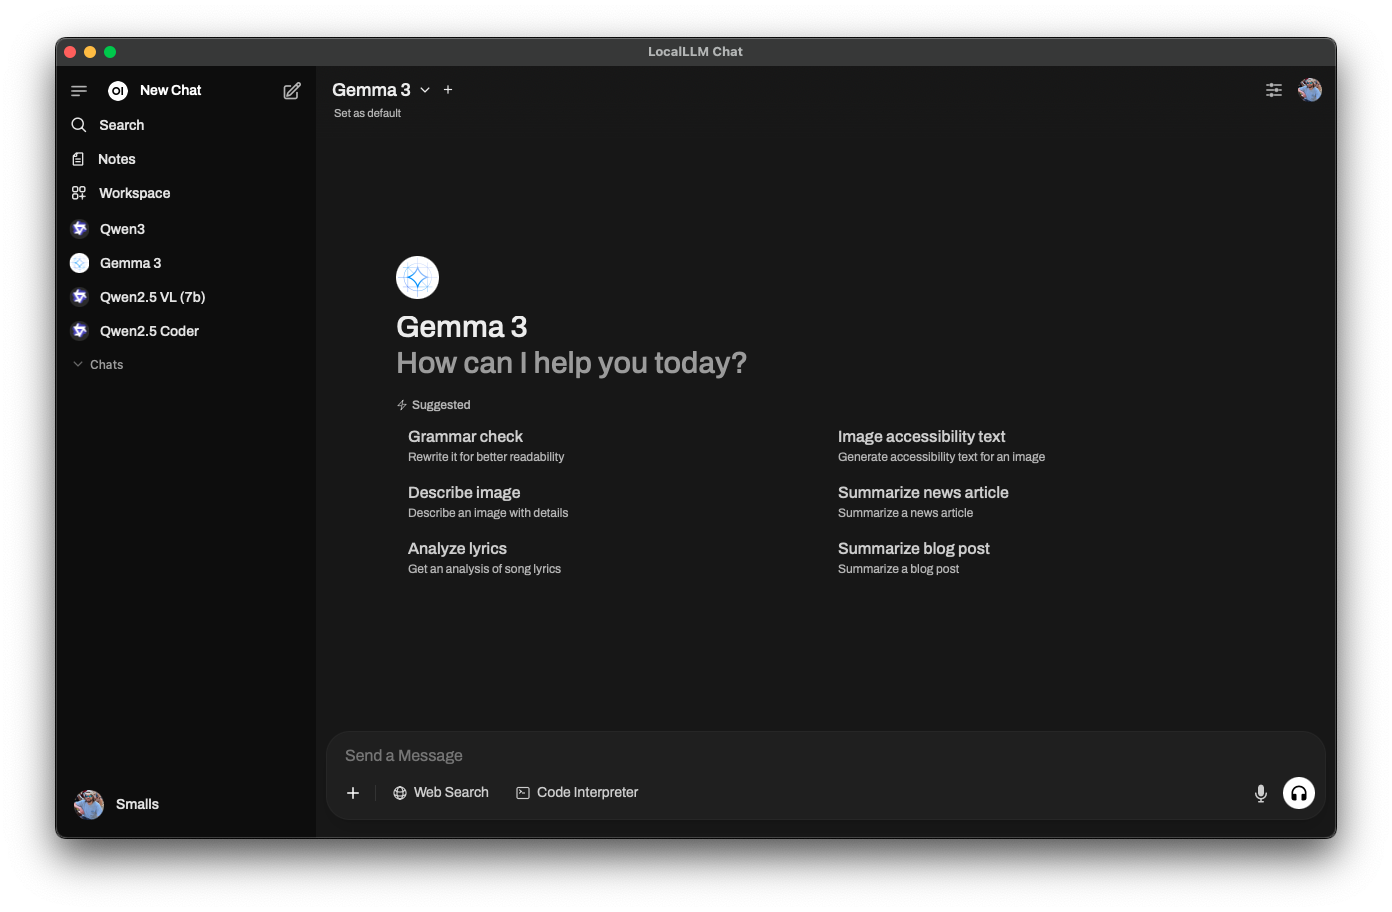 LocalLLM Chat
New Chat
Search
Notes
Workspace
Qwen3
Gemma 3
Qwen2.5 VL (7b)
Qwen2.5 Coder
Chats
Smalls
Gemma 3
Set as default
Gemma 3
How can I help you today?
Suggested
Grammar check
Rewrite it for better readability
Image accessibility text
Generate accessibility text for an image
Describe image
Describe an image with details
Summarize news article
Summarize a news article
Analyze lyrics
Get an analysis of song lyrics
Summarize blog post
Summarize a blog post
Send a Message
Web Search
Code Interpreter